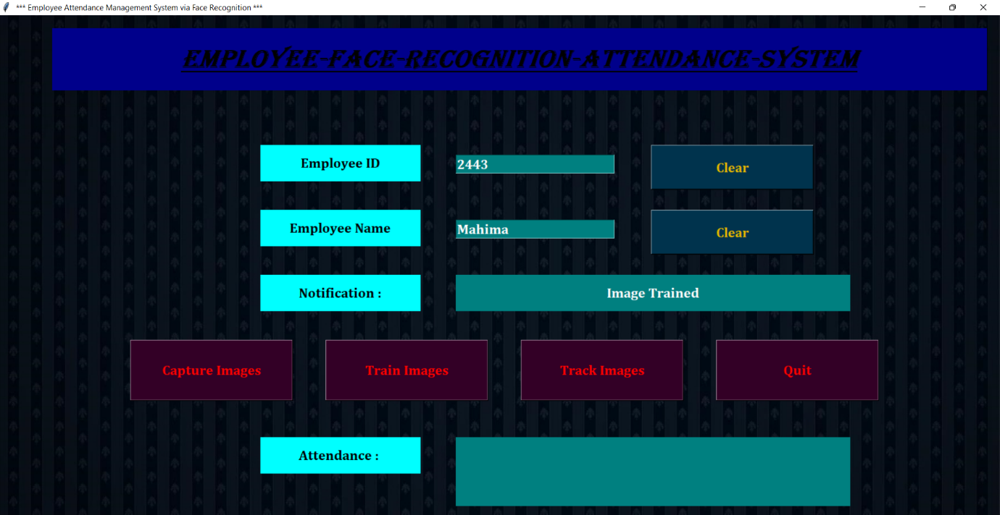 *** Employee Attendance Management System via Face Recognition ***
EMPLOYEE-FACE-RECOGNITION-ATTENDANCE-SYSTEM
Employee ID 2443 Clear
Employee Name Mahima Clear
Notification : Image Trained
Capture Images Train Images Track Images Quit
Attendance :